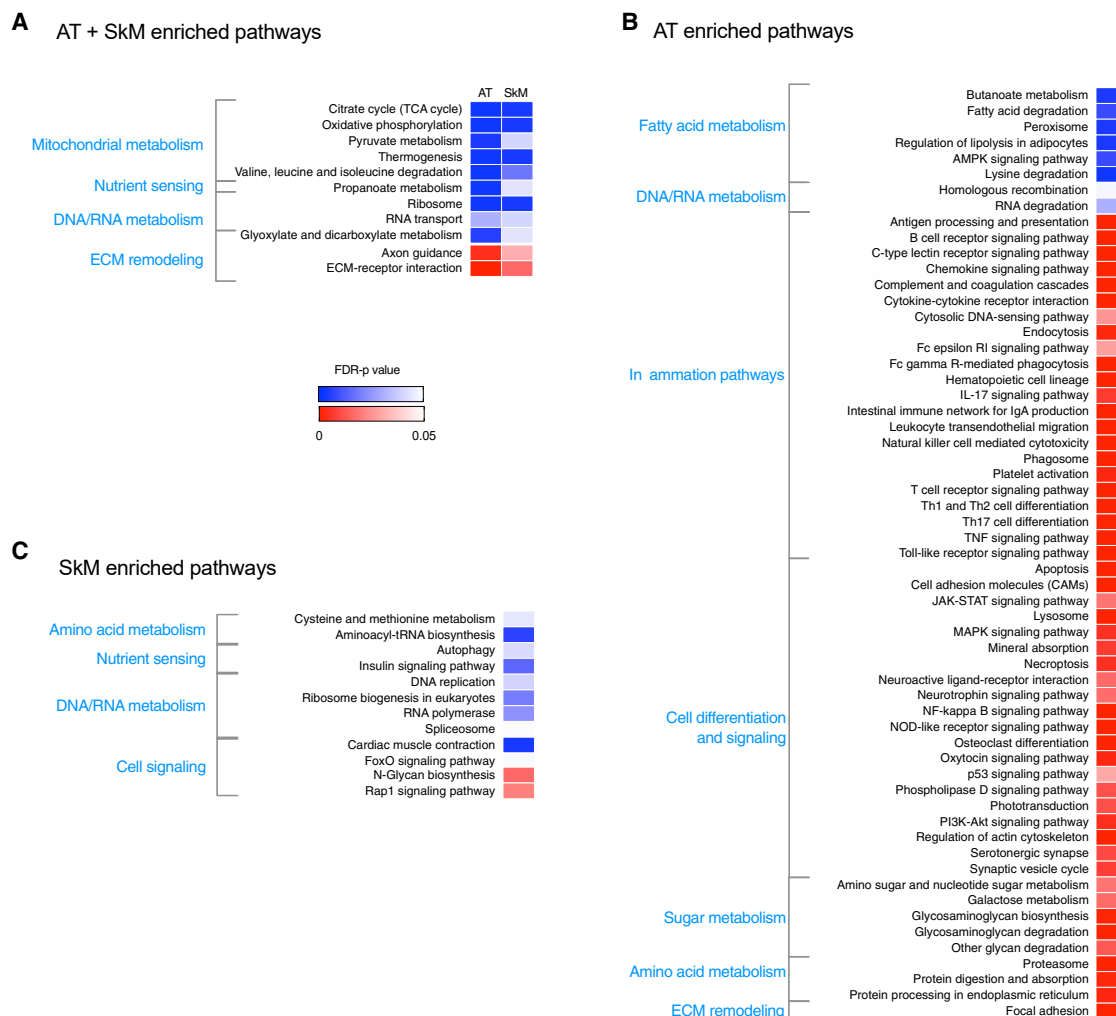 A
AT + SkM enriched pathways
AT SkM
Mitochondrial metabolism
Nutrient sensing
DNA/RNA metabolism
ECM remodeling
Citrate cycle (TCA cycle)
Oxidative phosphorylation
Pyruvate metabolism
Thermogenesis
Valine, leucine and isoleucine degradation
Propanoate metabolism
Ribosome
RNA transport
Glyoxylate and dicarboxylate metabolism
Axon guidance
ECM-receptor interaction
FDR-p value
0 0.05
B
AT enriched pathways
Fatty acid metabolism
DNA/RNA metabolism
In ammation pathways
Cell differentiation
and signaling
Sugar metabolism
Amino acid metabolism
ECM remodeling
Butanoate metabolism
Fatty acid degradation
Peroxisome
Regulation of lipolysis in adipocytes
AMPK signaling pathway
Lysine degradation
Homologous recombination
RNA degradation
Antigen processing and presentation
B cell receptor signaling pathway
C-type lectin receptor signaling pathway
Chemokine signaling pathway
Complement and coagulation cascades
Cytokine-cytokine receptor interaction
Cytosolic DNA-sensing pathway
Endocytosis
Fc epsilon RI signaling pathway
Fc gamma R-mediated phagocytosis
Hematopoietic cell lineage
IL-17 signaling pathway
Intestinal immune network for IgA production
Leukocyte transendothelial migration
Natural killer cell mediated cytotoxicity
Phagosome
Platelet activation
T cell receptor signaling pathway
Th1 and Th2 cell differentiation
Th17 cell differentiation
TNF signaling pathway
Toll-like receptor signaling pathway
Apoptosis
Cell adhesion molecules (CAMs)
JAK-STAT signaling pathway
Lysosome
MAPK signaling pathway
Mineral absorption
Necroptosis
Neuroactive ligand-receptor interaction
Neurotrophin signaling pathway
NF-kappa B signaling pathway
NOD-like receptor signaling pathway
Osteoclast differentiation
Oxytocin signaling pathway
p53 signaling pathway
Phospholipase D signaling pathway
Phototransduction
PI3K-Akt signaling pathway
Regulation of actin cytoskeleton
Serotonergic synapse
Synaptic vesicle cycle
Amino sugar and nucleotide sugar metabolism
Galactose metabolism
Glycosaminoglycan biosynthesis
Glycosaminoglycan degradation
Other glycan degradation
Proteasome
Protein digestion and absorption
Protein processing in endoplasmic reticulum
Focal adhesion
C
SkM enriched pathways
Amino acid metabolism
Nutrient sensing
DNA/RNA metabolism
Cell signaling
Cysteine and methionine metabolism
Aminoacyl-tRNA biosynthesis
Autophagy
Insulin signaling pathway
DNA replication
Ribosome biogenesis in eukaryotes
RNA polymerase
Spliceosome
Cardiac muscle contraction
FoxO signaling pathway
N-Glycan biosynthesis
Rap1 signaling pathway